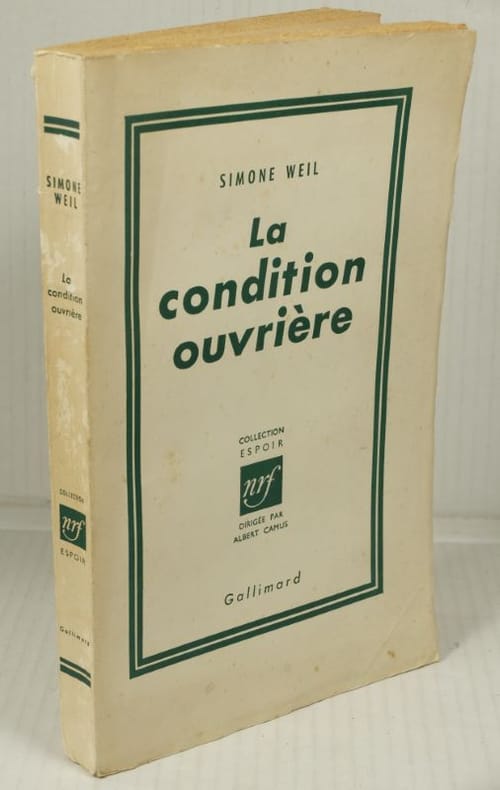 SIMONE
WEIL
La
condition
ouvrière
COLLECTION
nrf
ESPOIR
Gallimard
SIMONE WEIL
La
condition
ouvrière
COLLECTION
ESPOIR
nrf
DIRIGÉE PAR
ALBERT CAMUS
Gallimard